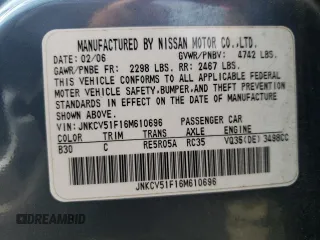 MANUFACTURED BY NISSAN MOTOR CO.,LTD.
DATE: 02/06 GVWR/PNBV: 4742 LBS.
GAWR/PNBE FR: 2298 LBS. RR: 2467 LBS.
THIS VEHICLE CONFORMS TO ALL APPLICABLE FEDERAL
MOTOR VEHICLE SAFETY,BUMPER,AND THEFT PREVENTION
STANDARDS IN EFFECT ON THE DATE OF MANUFACTURE
SHOWN ABOVE.
VIN: JNKCV51F16M610696 PASSENGER CAR
COLOR TRIM TRANS AXLE ENGINE
B30 C RE5R05A RC35 VQ35(DE) 3498CC
JNKCV51F16M610696
DREAMBID